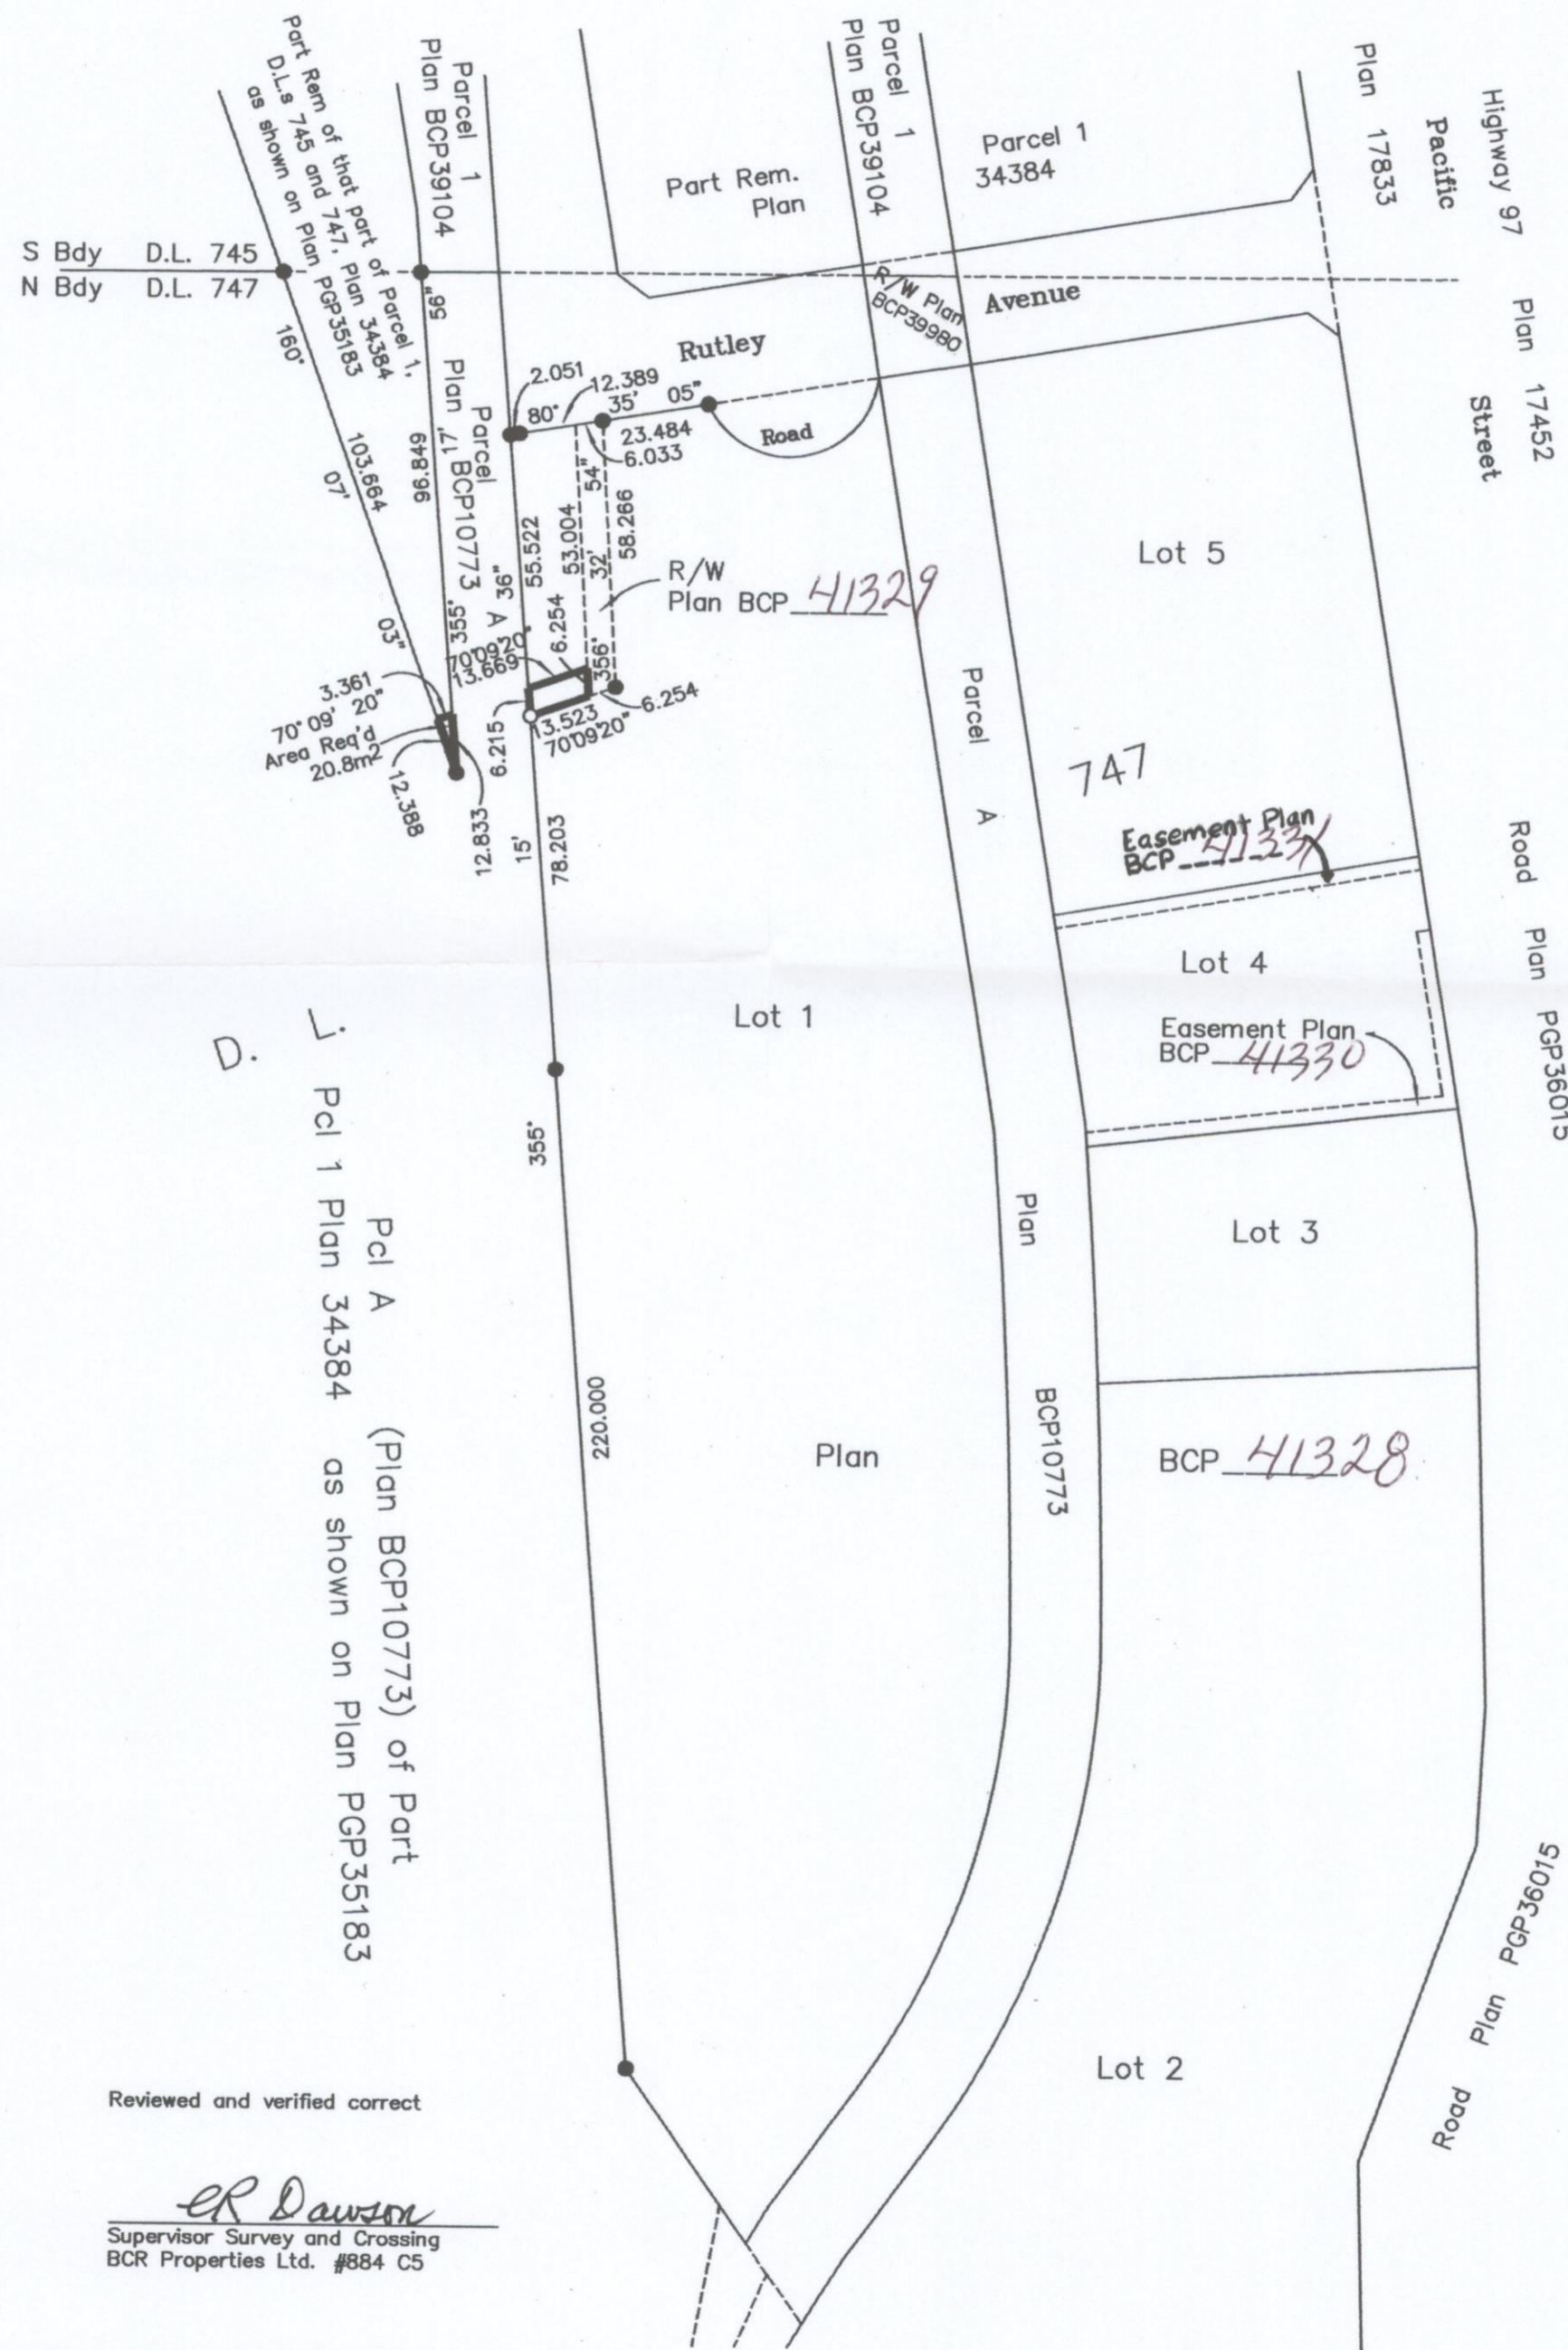 Part Rem of that part of Parcel 1,
D.L.s 745 and 747, Plan 34384
as shown on Plan PGP35183
Parcel 1
Plan BCP39104
Part Rem.
Plan
Parcel 1
Plan BCP39104
Parcel 1
34384
Plan 17833
Pacific
Highway 97
Plan 17452
Street
S Bdy D.L. 745
N Bdy D.L. 747
R/W Plan
BCP39980
Rutley
Avenue
160°
103.664
07'
03"
56"
96.849
17'
355°
Parcel
Plan BCP10773
A
36"
2.051
12.389
80°
35'
05"
23.484
6.033
Road
54"
55.522
53.004
32'
58.266
6.254
356°
R/W
Plan BCP 41329
70°09'20"
13.669
3.361
70°09' 20"
Area Req'd
20.8m2
12.388
12.833
6.215
13.523
70°09'20"
6.254
15'
78.203
Lot 5
Parcel A
747
Easement Plan
BCP 41331
Road Plan PGP36015
Lot 4
Easement Plan
BCP 41330
Lot 1
D. L.
355°
220.000
Pcl A (Plan BCP10773) of Part
Pcl 1 Plan 34384 as shown on Plan PGP35183
Plan
BCP10773
Lot 3
Plan
BCP 41328
Lot 2
Road Plan PGP36015
Reviewed and verified correct
CR Dawson
Supervisor Survey and Crossing
BCR Properties Ltd. #884 C5